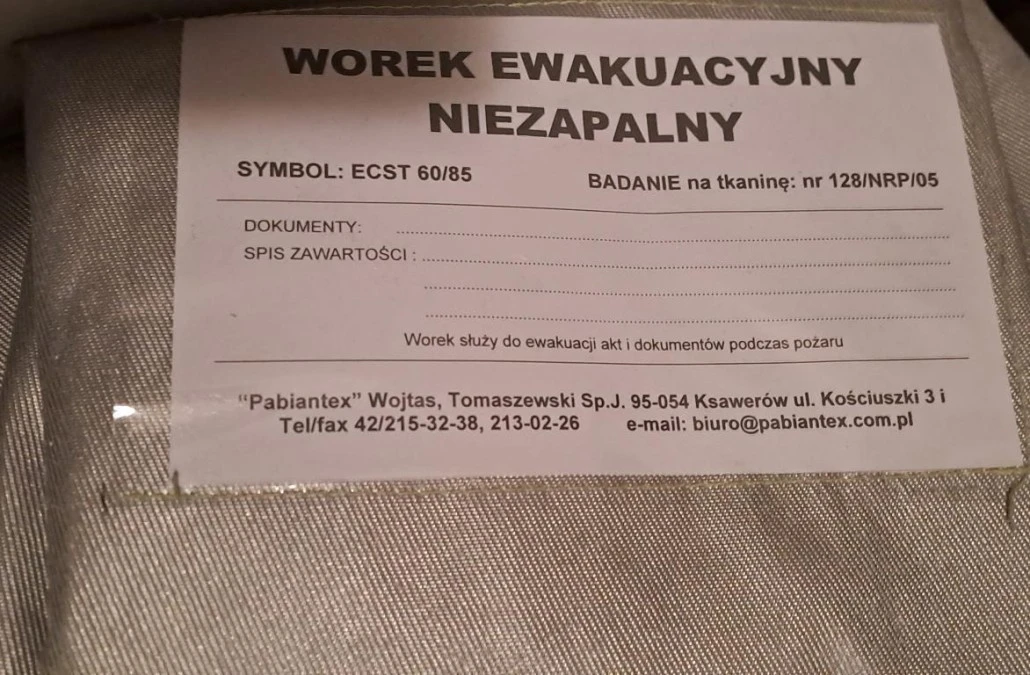 WOREK EWAKUACYJNY
NIEZAPALNY
SYMBOL: ECST 60/85 BADANIE na tkaninę: nr 128/NRP/05
DOKUMENTY: ........................................
SPIS ZAWARTOŚCI : ........................................
........................................
........................................
Worek służy do ewakuacji akt i dokumentów podczas pożaru
“Pabiantex” Wojtas, Tomaszewski Sp.J. 95-054 Ksawerów ul. Kościuszki 3 i
Tel/fax 42/215-32-38, 213-02-26 e-mail: biuro@pabiantex.com.pl